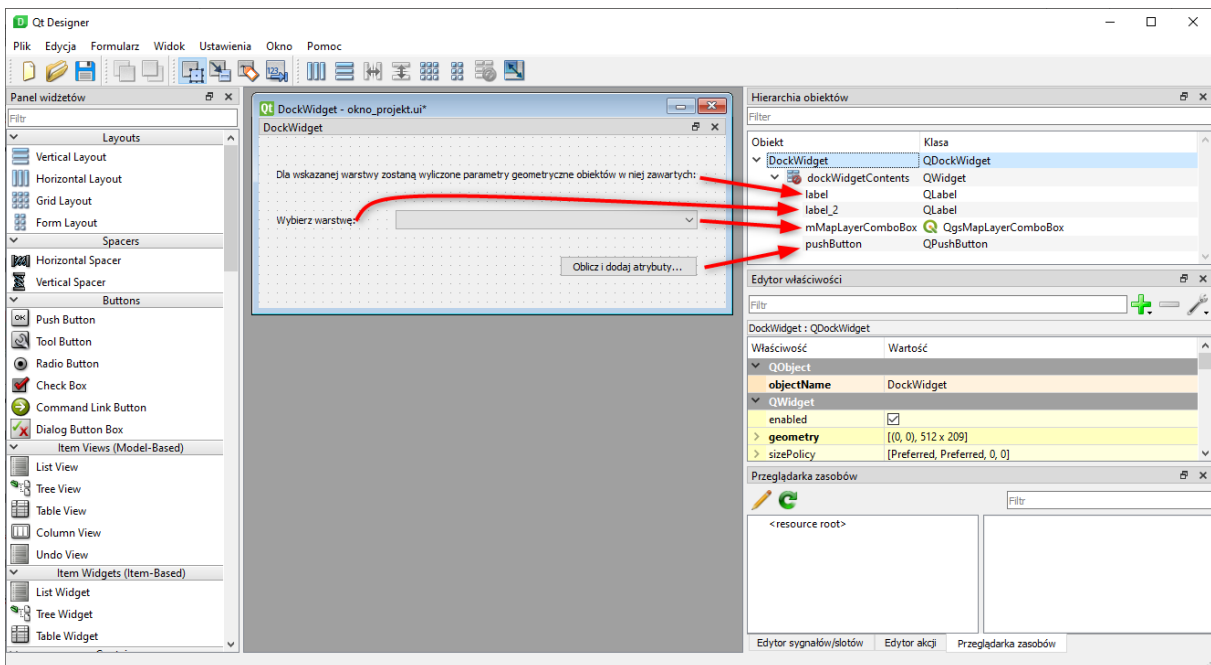 Qt Designer
Plik Edycja Formularz Widok Ustawienia Okno Pomoc
Panel widżetów
Filtr
Layouts
Vertical Layout
Horizontal Layout
Grid Layout
Form Layout
Spacers
Horizontal Spacer
Vertical Spacer
Buttons
OK Push Button
Tool Button
Radio Button
Check Box
Command Link Button
Dialog Button Box
Item Views (Model-Based)
List View
Tree View
Table View
Column View
Undo View
Item Widgets (Item-Based)
List Widget
Tree Widget
Table Widget
Qt DockWidget - okno_projekt.ui*
DockWidget
Dla wskazanej warstwy zostaną wyliczone parametry geometryczne obiektów w niej zawartych:
Wybierz warstwę:
Oblicz i dodaj atrybuty...
Hierarchia obiektów
Filter
Obiekt Klasa
DockWidget QDockWidget
dockWidgetContents QWidget
label QLabel
label_2 QLabel
mMapLayerComboBox QgsMapLayerComboBox
pushButton QPushButton
Edytor właściwości
Filtr
DockWidget : QDockWidget
Właściwość Wartość
QObject
objectName DockWidget
QWidget
enabled
geometry [(0, 0), 512 x 209]
sizePolicy [Preferred, Preferred, 0, 0]
Przeglądarka zasobów
Filtr
<resource root>
Edytor sygnałów/slotów Edytor akcji Przeglądarka zasobów